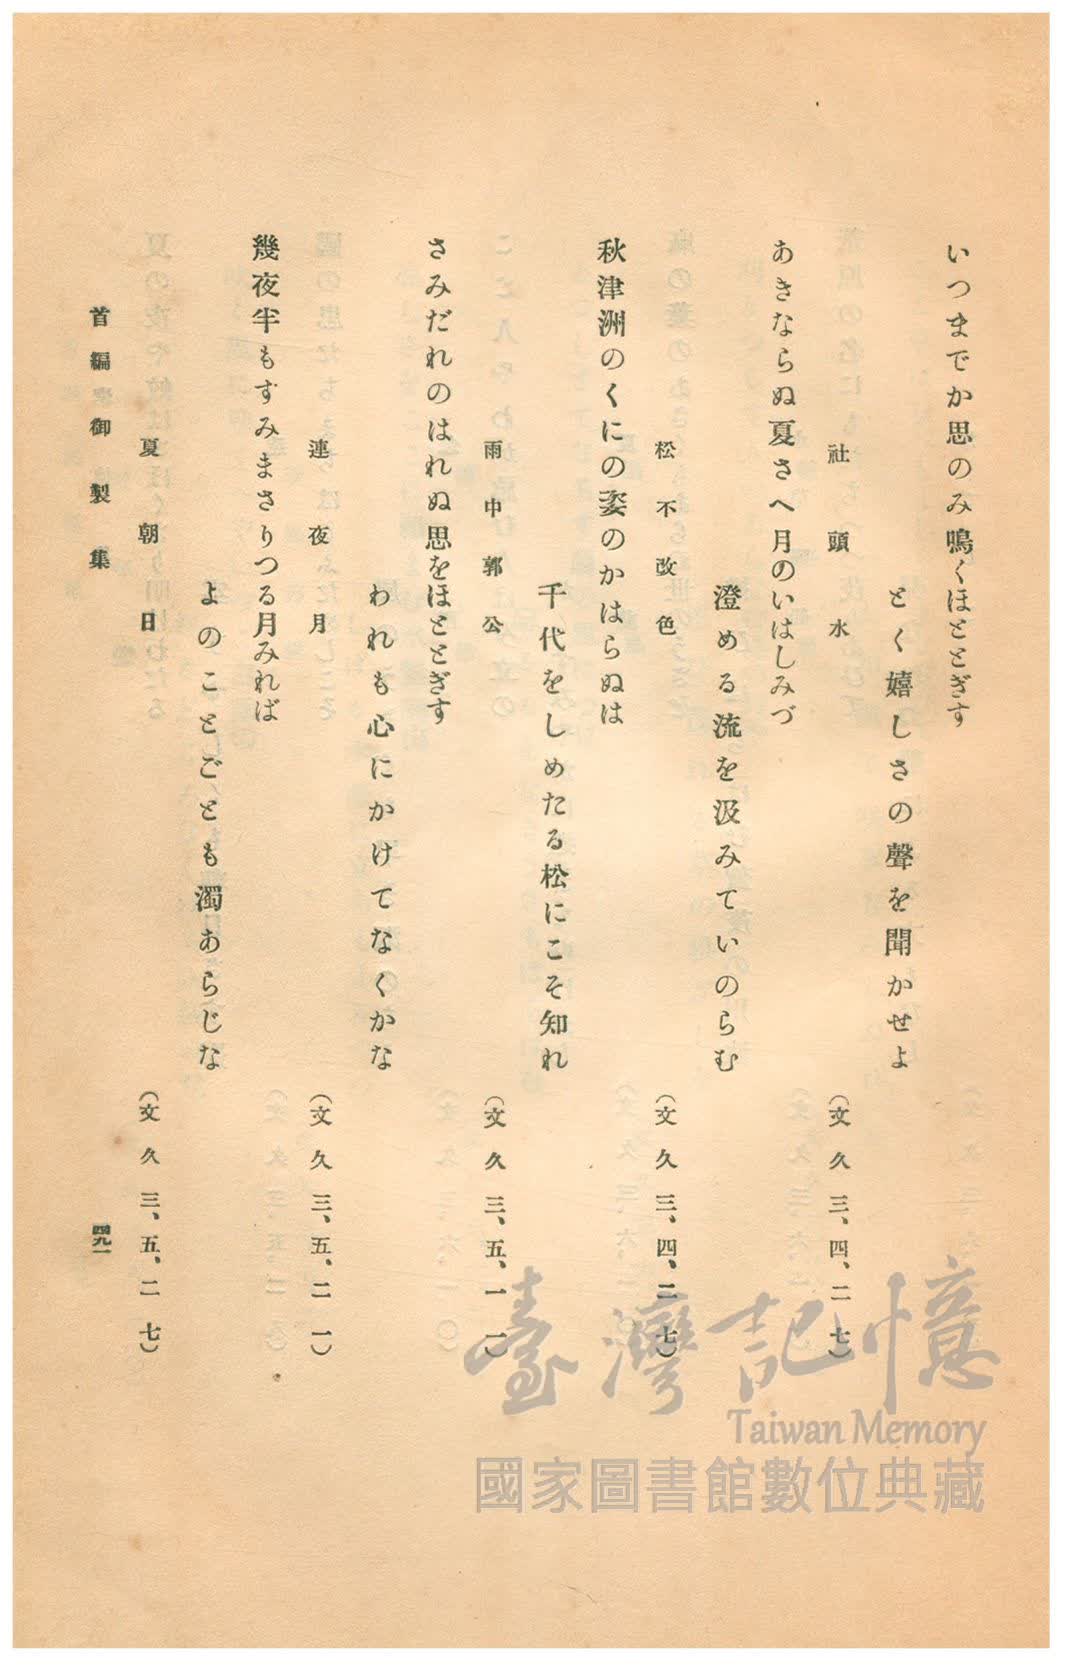 いつまでか思のみ鳴くほととぎす
とく嬉しさの聲を聞かせよ
社頭水
（文久三、四、二七）
あきならぬ夏さへ月のいはしみづ
澄める流を汲みていのらむ
松不改色
（文久三、四、二七）
秋津洲のくにの姿のかはらぬは
千代をしめたる松にこそ知れ
雨中郭公
（文久三、五、一一）
さみだれのはれぬ思をほととぎす
われも心にかけてなくかな
連夜月
（文久三、五、二一）
幾夜半もすみまさりつる月みれば
よのことごとも濁あらじな
夏朝日
（文久三、五、二七）
首編 御製集
四九一
臺灣記憶
Taiwan Memory
國家圖書館數位典藏